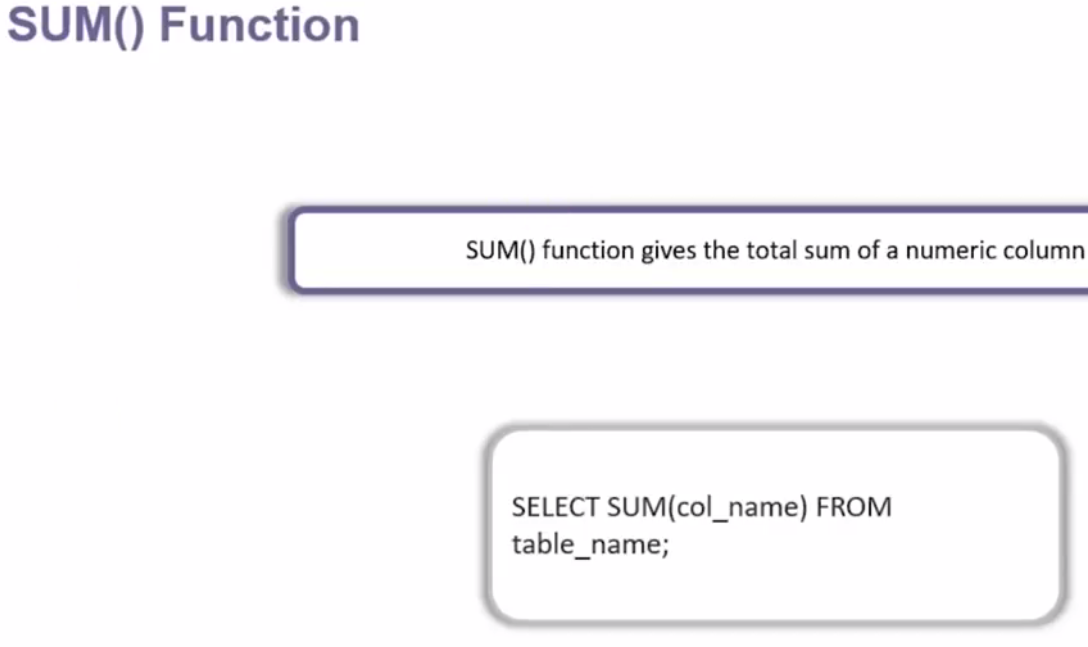 SUM() Function
SUM() function gives the total sum of a numeric column
SELECT SUM(col_name) FROM
table_name;